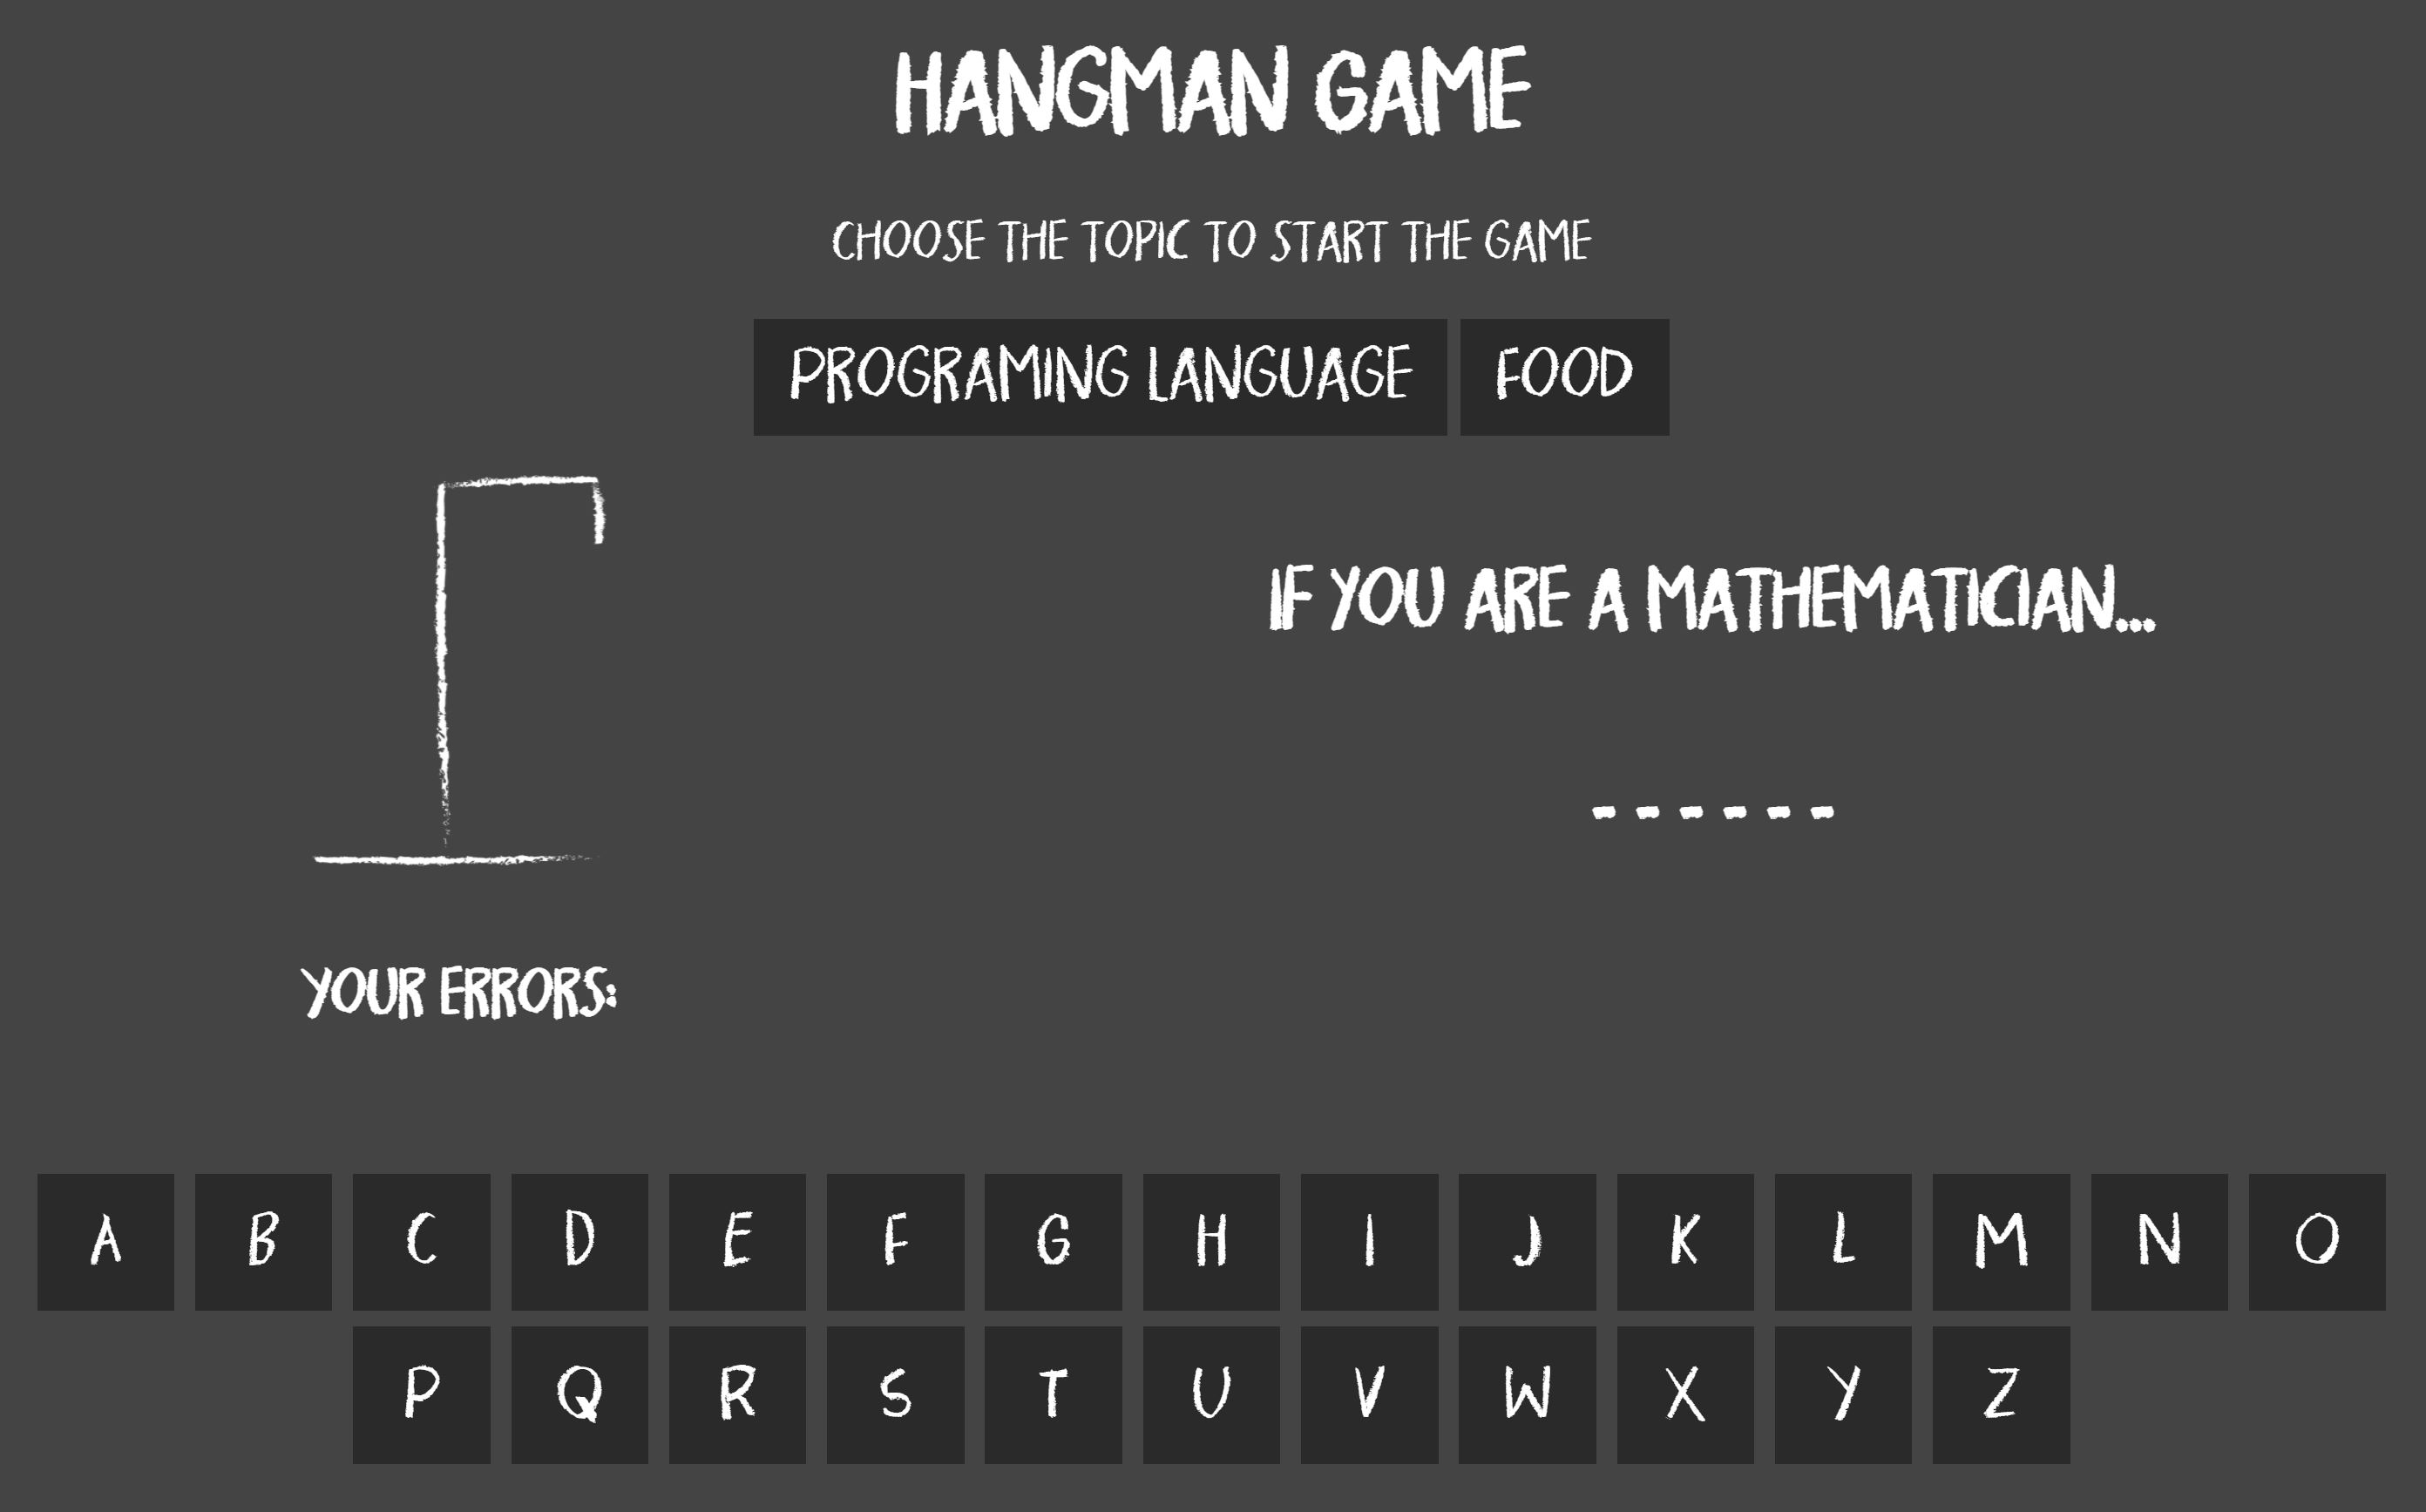 HANGMAN GAME
CHOOSE THE TOPIC TO START THE GAME
PROGRAMING LANGUAGE FOOD
IF YOU ARE A MATHEMATICIAN...
- - - - - -
YOUR ERRORS:
A B C D E F G H I J K L M N O
P Q R S T U V W X Y Z